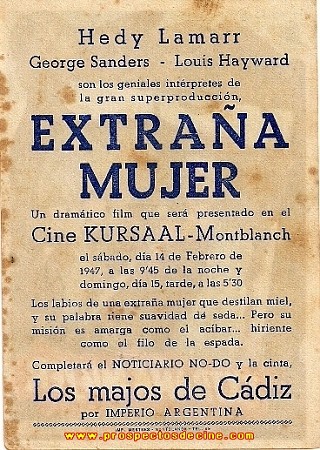 Hedy Lamarr
George Sanders - Louis Hayward
son los geniales intérpretes de
la gran superproducción,
EXTRAÑA
MUJER
Un dramático film que será presentado en el
Cine KURSAAL-Montblanch
el sábado, día 14 de Febrero de
1947, a las 9'45 de la noche y
domingo, día 15, tarde, a las 5'30
Los labios de una extraña mujer que destilan miel,
y su palabra tiene suavidad de seda... Pero su
misión es amarga como el acíbar... hiriente
como el filo de la espada.
Completará el NOTICIARIO NO-DO y la cinta,
Los majos de Cádiz
por IMPERIO ARGENTINA
www.prospectosdecine.com